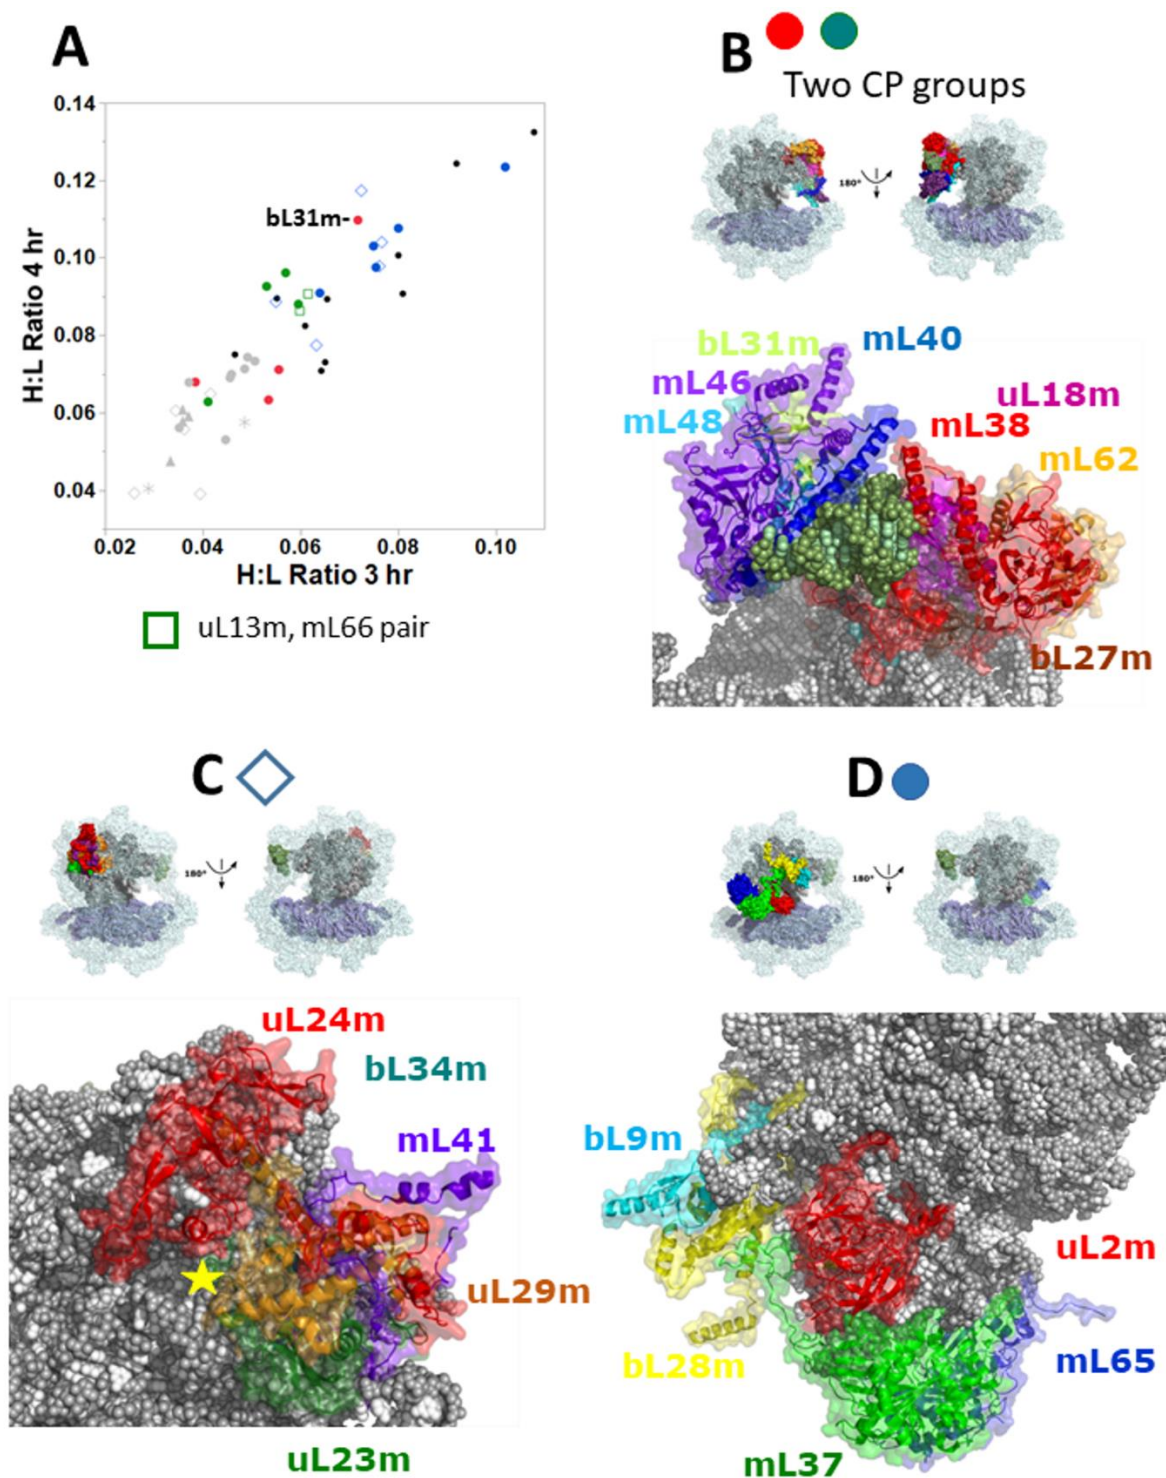 A
0.14
0.12
0.10
0.08
0.06
0.04
H:L Ratio 4 hr
bL31m-
0.02 0.04 0.06 0.08 0.10
H:L Ratio 3 hr
uL13m, mL66 pair
B
Two CP groups
180°
bL31m
mL40
mL46
uL18m
mL48
mL38
mL62
bL27m
C
180°
uL24m
bL34m
mL41
uL29m
uL23m
D
180°
bL9m
uL2m
bL28m
mL65
mL37